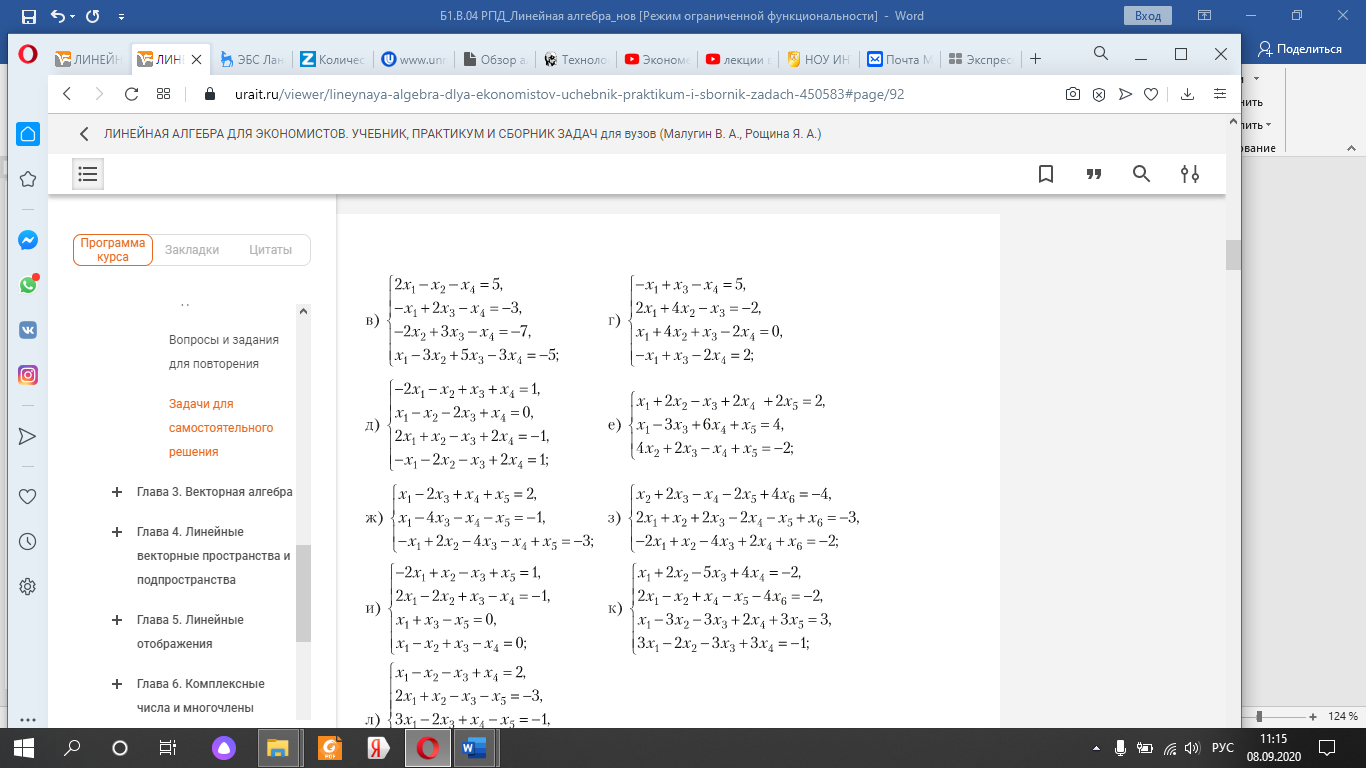 Б1.В.04 РПД_Линейная алгебра_нов [Режим ограниченной функциональности] - Word
Вход
Поделиться
ЛИНЕЙН
ЛИНЕ
ЭБС Лан
Количес
www.unr
Обзор а
Техноло
Эконом
лекции в
НОУ ИН
Почта М
Экспрес
urait.ru/viewer/lineynaya-algebra-dlya-ekonomistov-uchebnik-praktikum-i-sbornik-zadach-450583#page/92
нить
лить
ование
ЛИНЕЙНАЯ АЛГЕБРА ДЛЯ ЭКОНОМИСТОВ. УЧЕБНИК, ПРАКТИКУМ И СБОРНИК ЗАДАЧ для вузов (Малугин В. А., Рощина Я. А.)
Программа
курса
Закладки
Цитаты
Вопросы и задания
для повторения
Задачи для
самостоятельного
решения
Глава 3. Векторная алгебра
Глава 4. Линейные
векторные пространства и
подпространства
Глава 5. Линейные
отображения
Глава 6. Комплексные
числа и многочлены
в)
2x₁ − x₂ − x₄ = 5,
−x₁ + 2x₃ − x₄ = −3,
−2x₂ + 3x₃ − x₄ = −7,
x₁ − 3x₂ + 5x₃ − 3x₄ = −5;
г)
−x₁ + x₃ − x₄ = 5,
2x₁ + 4x₂ − x₃ = −2,
x₁ + 4x₂ + x₃ − 2x₄ = 0,
−x₁ + x₃ − 2x₄ = 2;
д)
−2x₁ − x₂ + x₃ + x₄ = 1,
x₁ − x₂ − 2x₃ + x₄ = 0,
2x₁ + x₂ − x₃ + 2x₄ = −1,
−x₁ − 2x₂ − x₃ + 2x₄ = 1;
е)
x₁ + 2x₂ − x₃ + 2x₄ + 2x₅ = 2,
x₁ − 3x₃ + 6x₄ + x₅ = 4,
4x₂ + 2x₃ − x₄ + x₅ = −2;
ж)
x₁ − 2x₃ + x₄ + x₅ = 2,
x₁ − 4x₃ − x₄ − x₅ = −1,
−x₁ + 2x₂ − 4x₃ − x₄ + x₅ = −3;
з)
x₂ + 2x₃ − x₄ − 2x₅ + 4x₆ = −4,
2x₁ + x₂ + 2x₃ − 2x₄ − x₅ + x₆ = −3,
−2x₁ + x₂ − 4x₃ + 2x₄ + x₆ = −2;
и)
−2x₁ + x₂ − x₃ + x₅ = 1,
2x₁ − 2x₂ + x₃ − x₄ = −1,
x₁ + x₃ − x₅ = 0,
x₁ − x₂ + x₃ − x₄ = 0;
к)
x₁ + 2x₂ − 5x₃ + 4x₄ = −2,
2x₁ − x₂ + x₄ − x₅ − 4x₆ = −2,
x₁ − 3x₂ − 3x₃ + 2x₄ + 3x₅ = 3,
3x₁ − 2x₂ − 3x₃ + 3x₄ = −1;
л)
x₁ − x₂ − x₃ + x₄ = 2,
2x₁ + x₂ − x₃ − x₅ = −3,
3x₁ − 2x₃ + x₄ − x₅ = −1,
124 %
РУС
11:15
08.09.2020